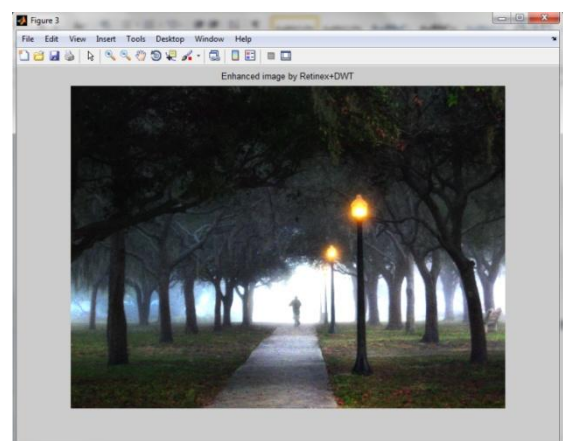 Figure 3
File Edit View Insert Tools Desktop Window Help
Enhanced image by Retinex+DWT